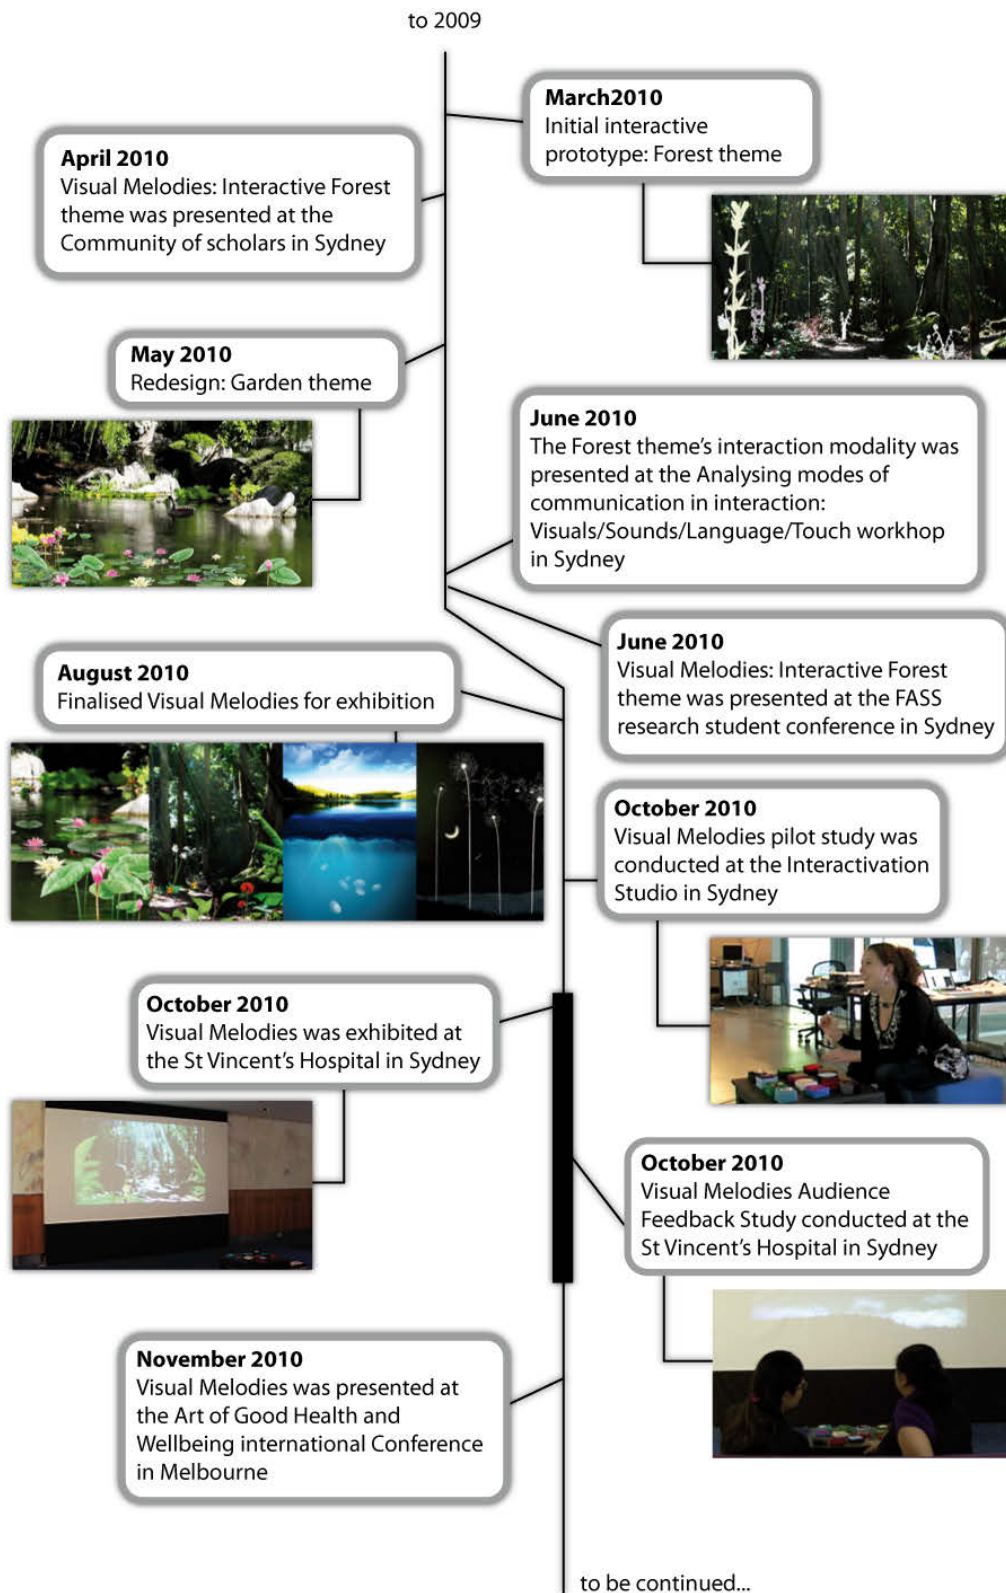 to 2009
March2010
Initial interactive
prototype: Forest theme
April 2010
Visual Melodies: Interactive Forest
theme was presented at the
Community of scholars in Sydney
May 2010
Redesign: Garden theme
June 2010
The Forest theme's interaction modality was
presented at the Analysing modes of
communication in interaction:
Visuals/Sounds/Language/Touch workhop
in Sydney
June 2010
Visual Melodies: Interactive Forest
theme was presented at the FASS
research student conference in Sydney
August 2010
Finalised Visual Melodies for exhibition
October 2010
Visual Melodies pilot study was
conducted at the Interactivation
Studio in Sydney
October 2010
Visual Melodies was exhibited at
the St Vincent's Hospital in Sydney
October 2010
Visual Melodies Audience
Feedback Study conducted at the
St Vincent's Hospital in Sydney
November 2010
Visual Melodies was presented at
the Art of Good Health and
Wellbeing international Conference
in Melbourne
to be continued...